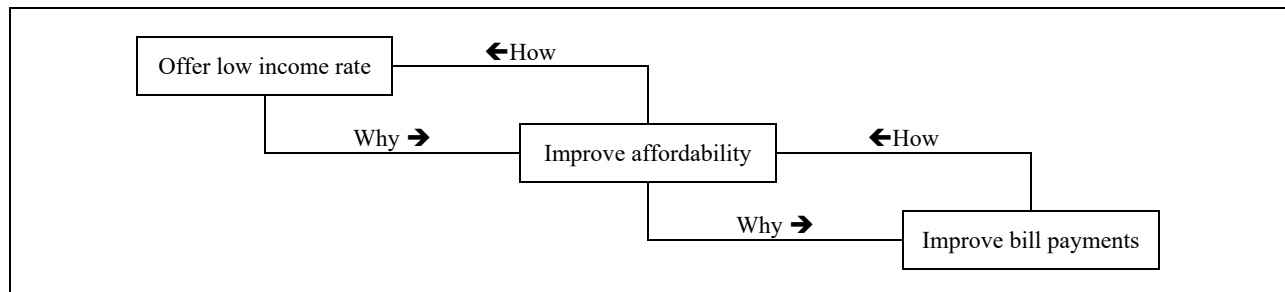 🡸How
Offer low income rate
Why 🡺
🡸How
Improve affordability
Why 🡺
Improve bill payments